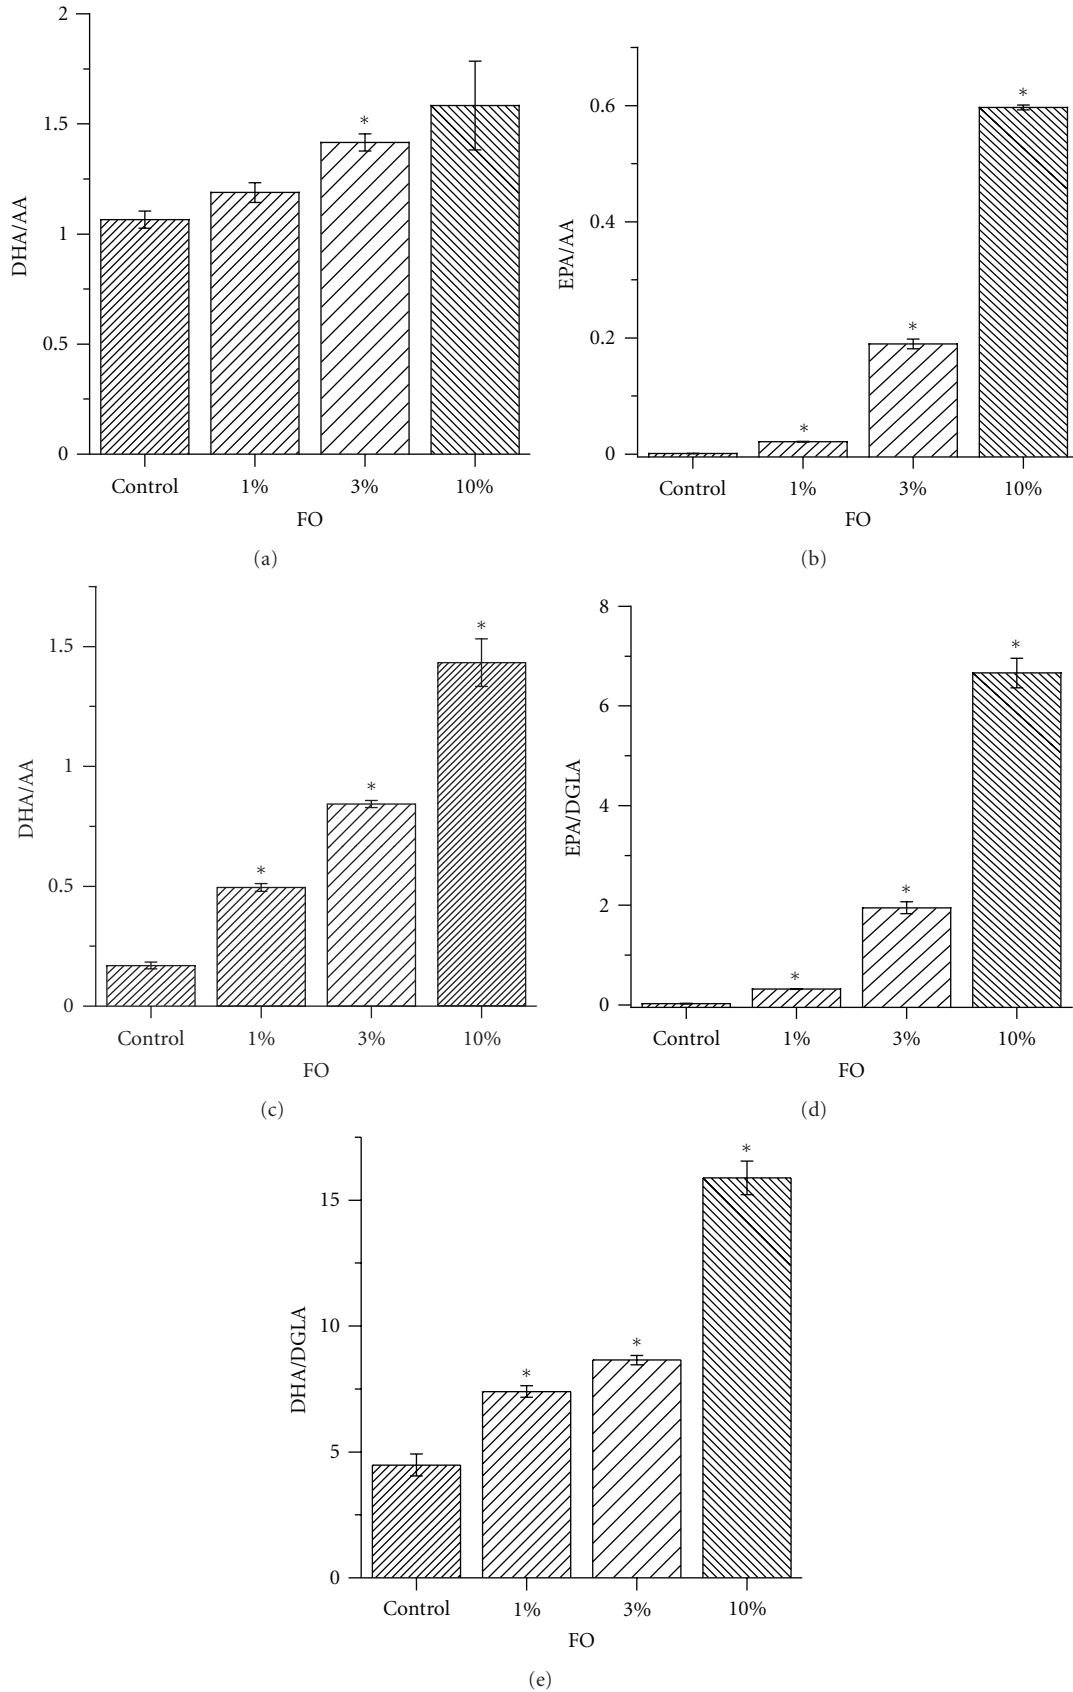 2
1.5
1
0.5
0
DHA/AA
*
Control 1% 3% 10%
FO
(a)
0.6
0.4
0.2
0
EPA/AA
* * *
Control 1% 3% 10%
FO
(b)
1.5
1
0.5
0
DHA/AA
* * *
Control 1% 3% 10%
FO
(c)
8
6
4
2
0
EPA/DGLA
* * *
Control 1% 3% 10%
FO
(d)
15
10
5
0
DHA/DGLA
* * *
Control 1% 3% 10%
FO
(e)